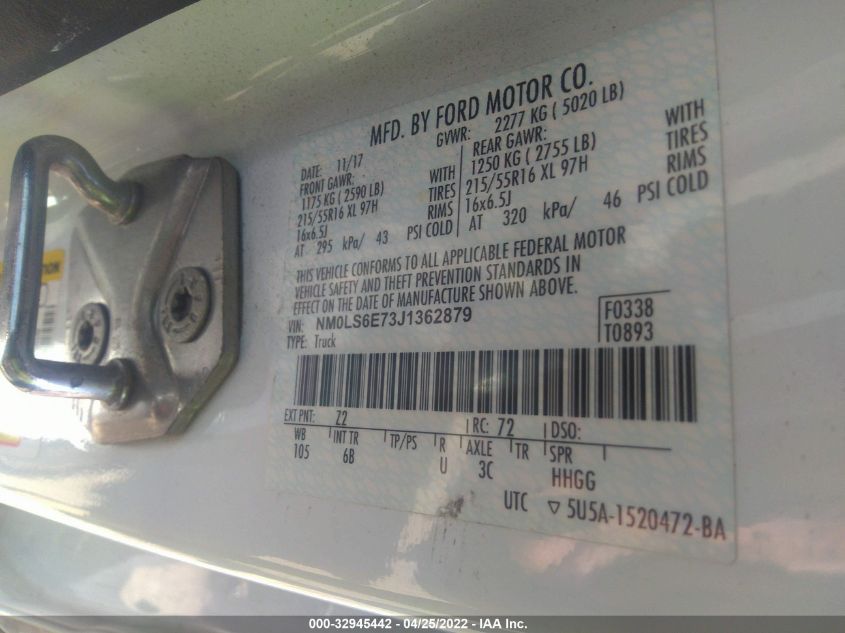 MFD. BY FORD MOTOR CO.
DATE: 11/17 GVWR: 2277 KG ( 5020 LB)
FRONT GAWR: REAR GAWR:
1175 KG ( 2590 LB) WITH 1250 KG ( 2755 LB) WITH
215/55R16 XL 97H TIRES 215/55R16 XL 97H TIRES
16x6.5J RIMS 16x6.5J RIMS
AT 295 kPa/ 43 PSI COLD AT 320 kPa/ 46 PSI COLD
THIS VEHICLE CONFORMS TO ALL APPLICABLE FEDERAL MOTOR
VEHICLE SAFETY AND THEFT PREVENTION STANDARDS IN
EFFECT ON THE DATE OF MANUFACTURE SHOWN ABOVE.
VIN: NM0LS6E73J1362879 F0338
TYPE: Truck T0893
EXT PNT: Z2 RC: 72 DSO:
WB INT TR TP/PS R AXLE TR SPR
105 6B U 3C HHGG
UTC ▽ 5U5A-1520472-BA
000-32945442 - 04/25/2022 - IAA Inc.